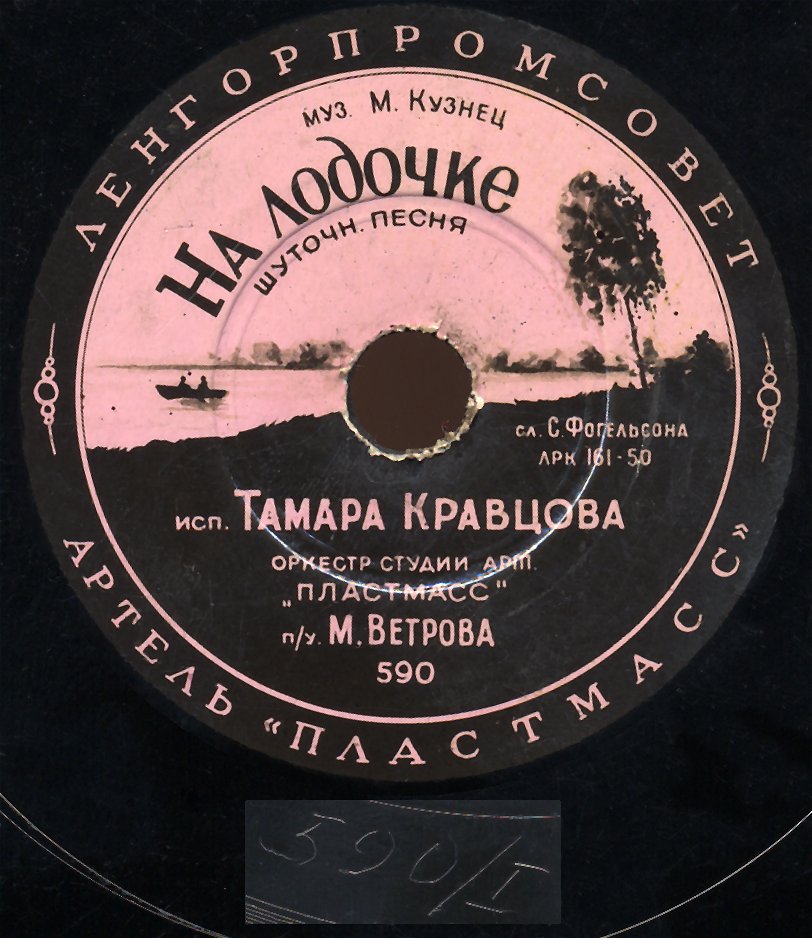 ЛЕНГОРПРОМСОВЕТ
муз. М. Кузнец
На лодочке
шуточн. песня
сл. С. Фогельсона
ЛРК 161-50
исп. Тамара Кравцова
оркестр студии арт.
„Пластмасс"
п/у. М. Ветрова
590
АРТЕЛЬ «ПЛАСТМАСС»
590/I